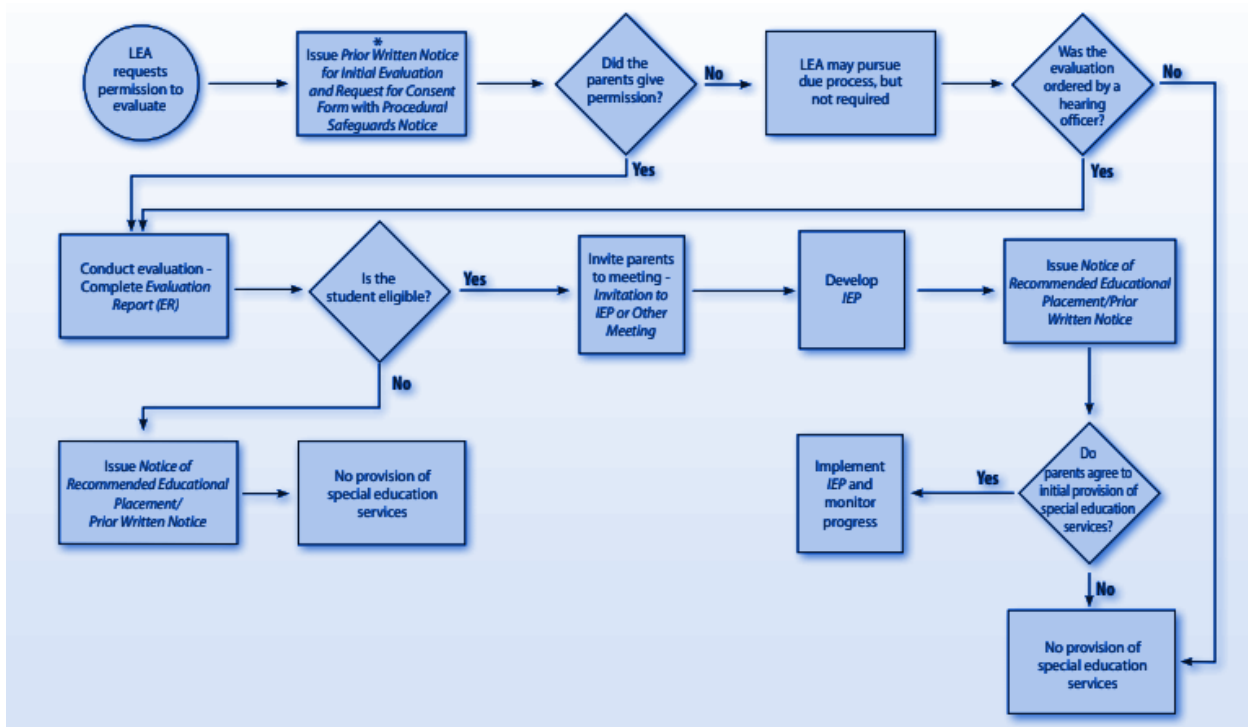 LEA
requests
permission to
evaluate
*
Issue Prior Written Notice
for Initial Evaluation
and Request for Consent
Form with Procedural
Safeguards Notice
Did the
parents give
permission?
No
LEA may pursue
due process, but
not required
Was the
evaluation
ordered by a
hearing
officer?
No
Yes
Yes
Conduct evaluation -
Complete Evaluation
Report (ER)
Is the
student eligible?
Yes
Invite parents
to meeting -
Invitation to
IEP or Other
Meeting
Develop
IEP
Issue Notice of
Recommended Educational
Placement/Prior
Written Notice
No
Issue Notice of
Recommended Educational
Placement/
Prior Written Notice
No provision of
special education
services
Implement
IEP and
monitor
progress
Yes
Do
parents agree to
initial provision of
special education
services?
No
No provision of
special education
services